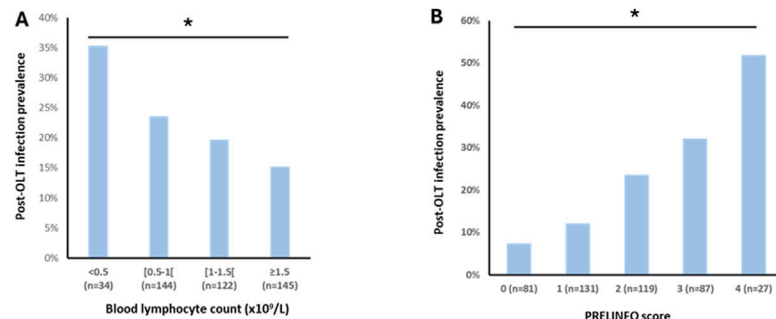 A
*
40%
35%
30%
25%
20%
15%
10%
5%
0%
Post-OLT infection prevalence
<0.5 [0.5-1[ [1-1.5[ ≥1.5
(n=34) (n=144) (n=122) (n=145)
Blood lymphocyte count (x10⁹/L)
B
*
60%
50%
40%
30%
20%
10%
0%
Post-OLT infection prevalence
0 (n=81) 1 (n=131) 2 (n=119) 3 (n=87) 4 (n=27)
PRELINFO score